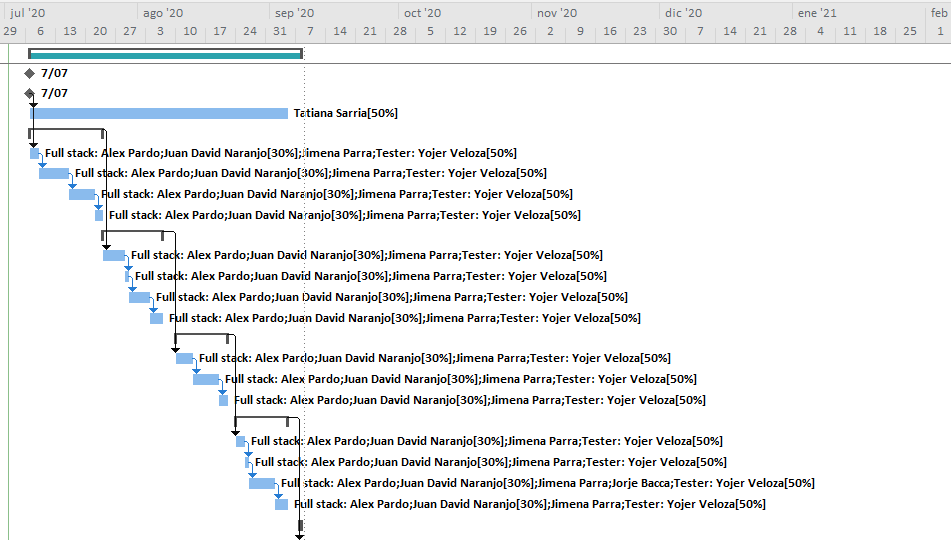 jul '20 ago '20 sep '20 oct '20 nov '20 dic '20 ene '21 feb
29 6 13 20 27 3 10 17 24 31 7 14 21 28 5 12 19 26 2 9 16 23 30 7 14 21 28 4 11 18 25 1
7/07
7/07
Tatiana Sarria[50%]
Full stack: Alex Pardo;Juan David Naranjo[30%];Jimena Parra;Tester: Yojer Veloza[50%]
Full stack: Alex Pardo;Juan David Naranjo[30%];Jimena Parra;Tester: Yojer Veloza[50%]
Full stack: Alex Pardo;Juan David Naranjo[30%];Jimena Parra;Tester: Yojer Veloza[50%]
Full stack: Alex Pardo;Juan David Naranjo[30%];Jimena Parra;Tester: Yojer Veloza[50%]
Full stack: Alex Pardo;Juan David Naranjo[30%];Jimena Parra;Tester: Yojer Veloza[50%]
Full stack: Alex Pardo;Juan David Naranjo[30%];Jimena Parra;Tester: Yojer Veloza[50%]
Full stack: Alex Pardo;Juan David Naranjo[30%];Jimena Parra;Tester: Yojer Veloza[50%]
Full stack: Alex Pardo;Juan David Naranjo[30%];Jimena Parra;Tester: Yojer Veloza[50%]
Full stack: Alex Pardo;Juan David Naranjo[30%];Jimena Parra;Tester: Yojer Veloza[50%]
Full stack: Alex Pardo;Juan David Naranjo[30%];Jimena Parra;Tester: Yojer Veloza[50%]
Full stack: Alex Pardo;Juan David Naranjo[30%];Jimena Parra;Tester: Yojer Veloza[50%]
Full stack: Alex Pardo;Juan David Naranjo[30%];Jimena Parra;Tester: Yojer Veloza[50%]
Full stack: Alex Pardo;Juan David Naranjo[30%];Jimena Parra;Tester: Yojer Veloza[50%]
Full stack: Alex Pardo;Juan David Naranjo[30%];Jimena Parra;Jorje Bacca;Tester: Yojer Veloza[50%]
Full stack: Alex Pardo;Juan David Naranjo[30%];Jimena Parra;Tester: Yojer Veloza[50%]